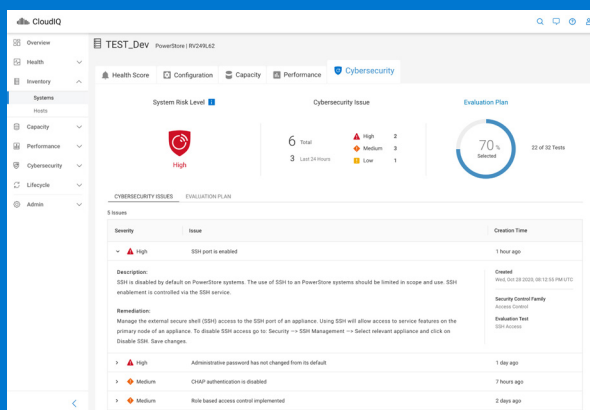 CloudIQ
Overview
Health
Inventory
Systems
Hosts
Capacity
Performance
Cybersecurity
Lifecycle
Admin
TEST_Dev PowerStore | RV249L62
Health Score
Configuration
Capacity
Performance
Cybersecurity
System Risk Level
High
Cybersecurity Issue
6 Total
3 Last 24 Hours
High 2
Medium 3
Low 1
Evaluation Plan
70 %
Selected
22 of 32 Tests
CYBERSECURITY ISSUES EVALUATION PLAN
5 Issues
Severity Issue Creation Time
High SSH port is enabled 1 hour ago
Description:
SSH is disabled by default on PowerStore systems. The use of SSH to an PowerStore systems should be limited in scope and use. SSH
enablement is controlled via the SSH service.
Remediation:
Manage the external secure shell (SSH) access to the SSH port of an appliance. Using SSH will allow access to service features on the
primary node of an appliance. To disable SSH access go to: Security --> SSH Management --> Select relevant appliance and click on
Disable SSH. Save changes.
Created
Wed, Oct 28 2020, 08:12:55 PM UTC
Security Control Family
Access Control
Evaluation Test
SSH Access
High Administrative password has not changed from its default 1 day ago
Medium CHAP authentication is disabled 7 hours ago
Medium Role based access control implemented 2 days ago